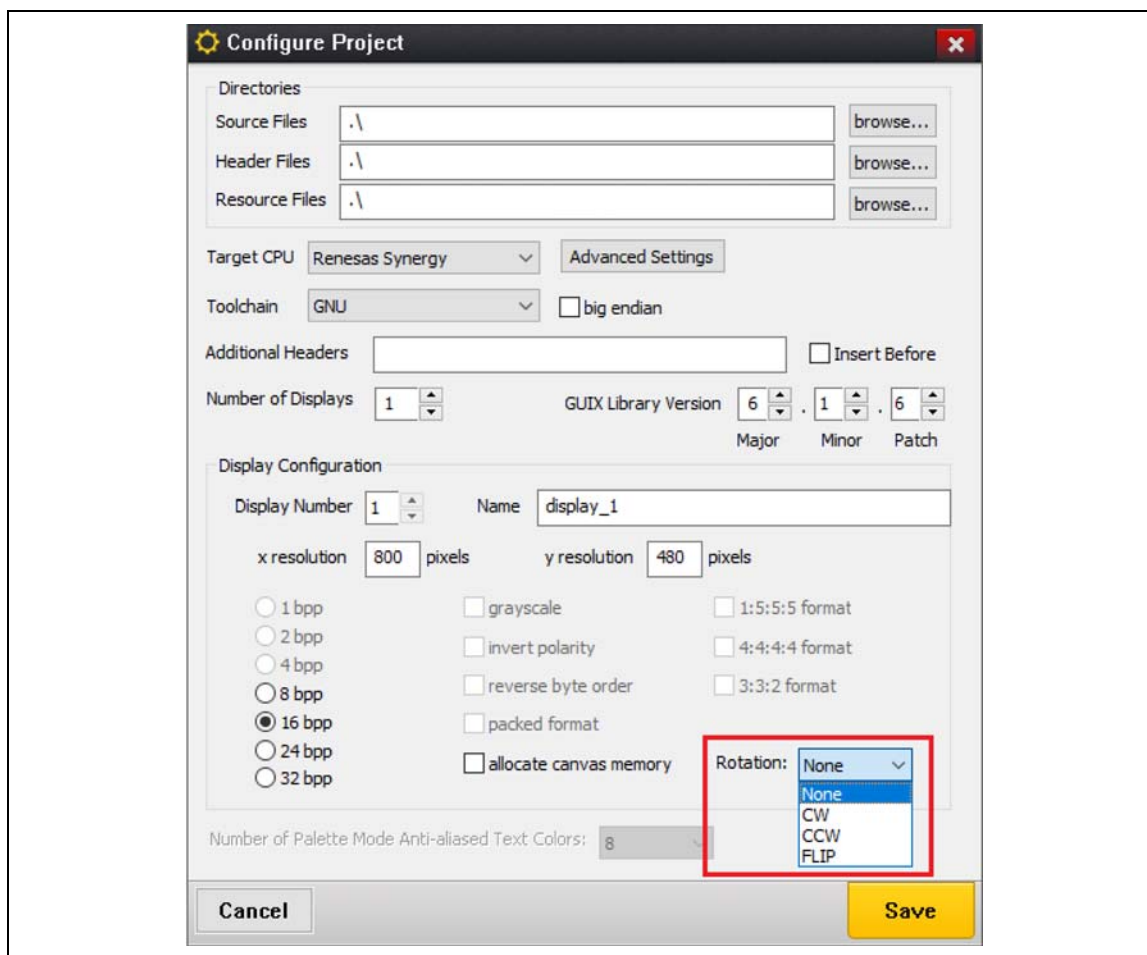 Configure Project
Directories
Source Files .\ browse...
Header Files .\ browse...
Resource Files .\ browse...
Target CPU Renesas Synergy Advanced Settings
Toolchain GNU big endian
Additional Headers Insert Before
Number of Displays 1 GUIX Library Version 6 . 1 . 6
Major Minor Patch
Display Configuration
Display Number 1 Name display_1
x resolution 800 pixels y resolution 480 pixels
1 bpp grayscale 1:5:5:5 format
2 bpp invert polarity 4:4:4:4 format
4 bpp
8 bpp reverse byte order 3:3:2 format
16 bpp packed format
24 bpp allocate canvas memory Rotation: None
32 bpp
None
CW
CCW
FLIP
Number of Palette Mode Anti-aliased Text Colors: 8
Cancel Save